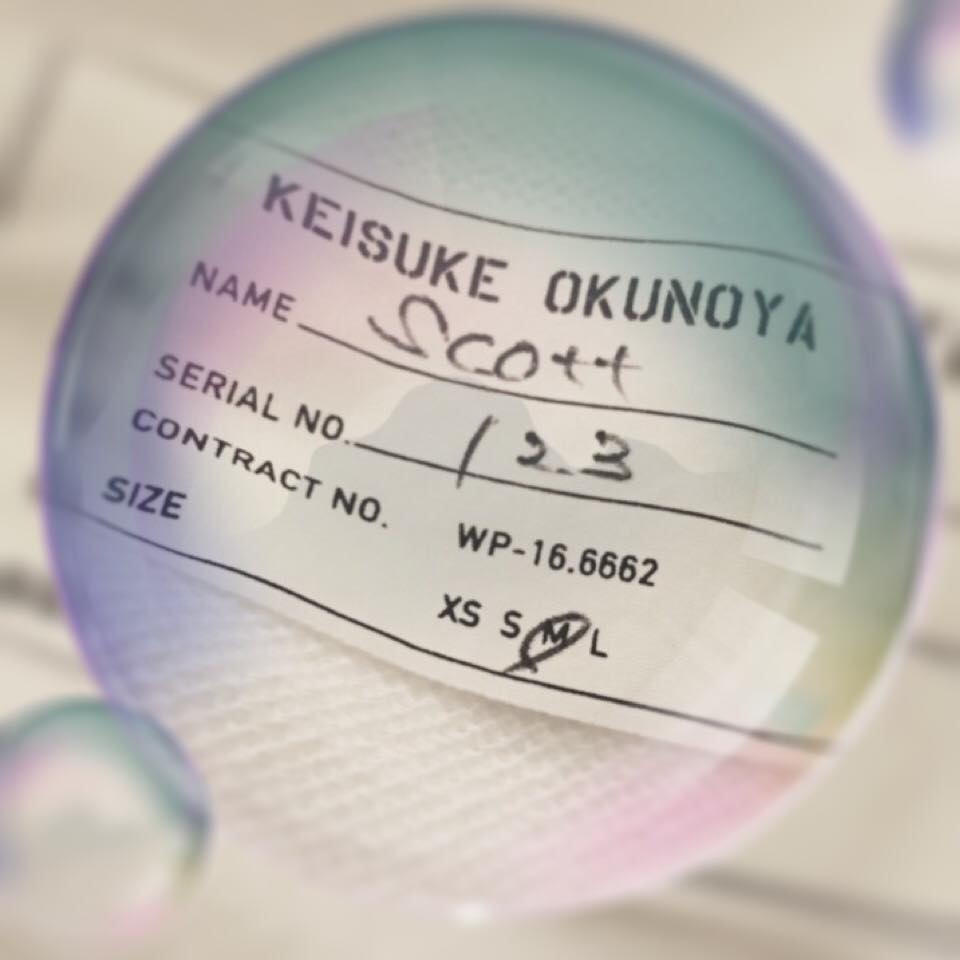 KEISUKE OKUNOYA
NAME Scott
SERIAL NO. 123
CONTRACT NO. WP-16.6662
SIZE XS S M L